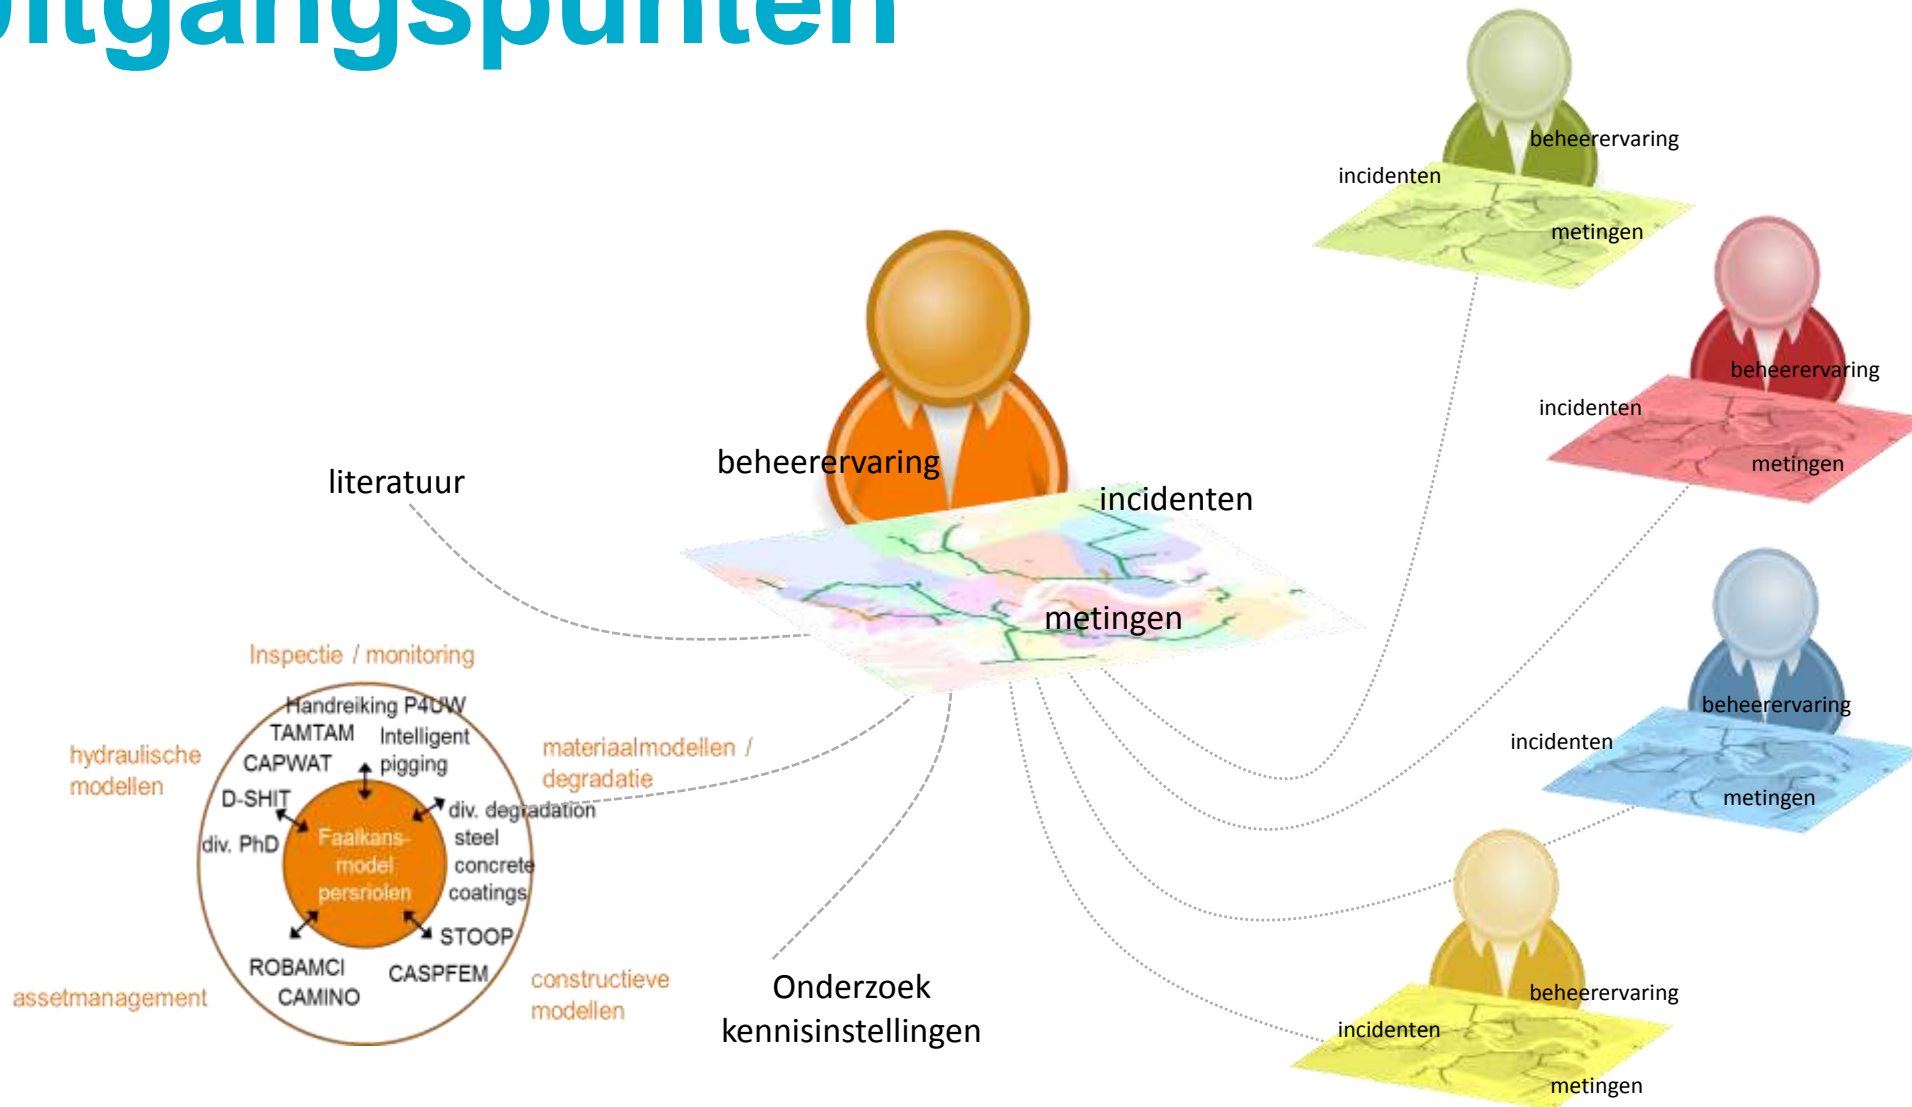 uitgangspunten
beheerervaring
incidenten
metingen
beheerervaring
incidenten
metingen
beheerervaring
incidenten
metingen
literatuur
beheerervaring
incidenten
metingen
Inspectie / monitoring
hydraulische
modellen
materiaalmodellen /
degradatie
assetmanagement
constructieve
modellen
Handreiking P4UW
TAMTAM
Intelligent
pigging
CAPWAT
D-SHIT
div. PhD
div. degradation
steel
concrete
coatings
Faalkans-
model
persriolen
STOOP
ROBAMCI
CAMINO
CASPFEM
Onderzoek
kennisinstellingen
beheerervaring
incidenten
metingen